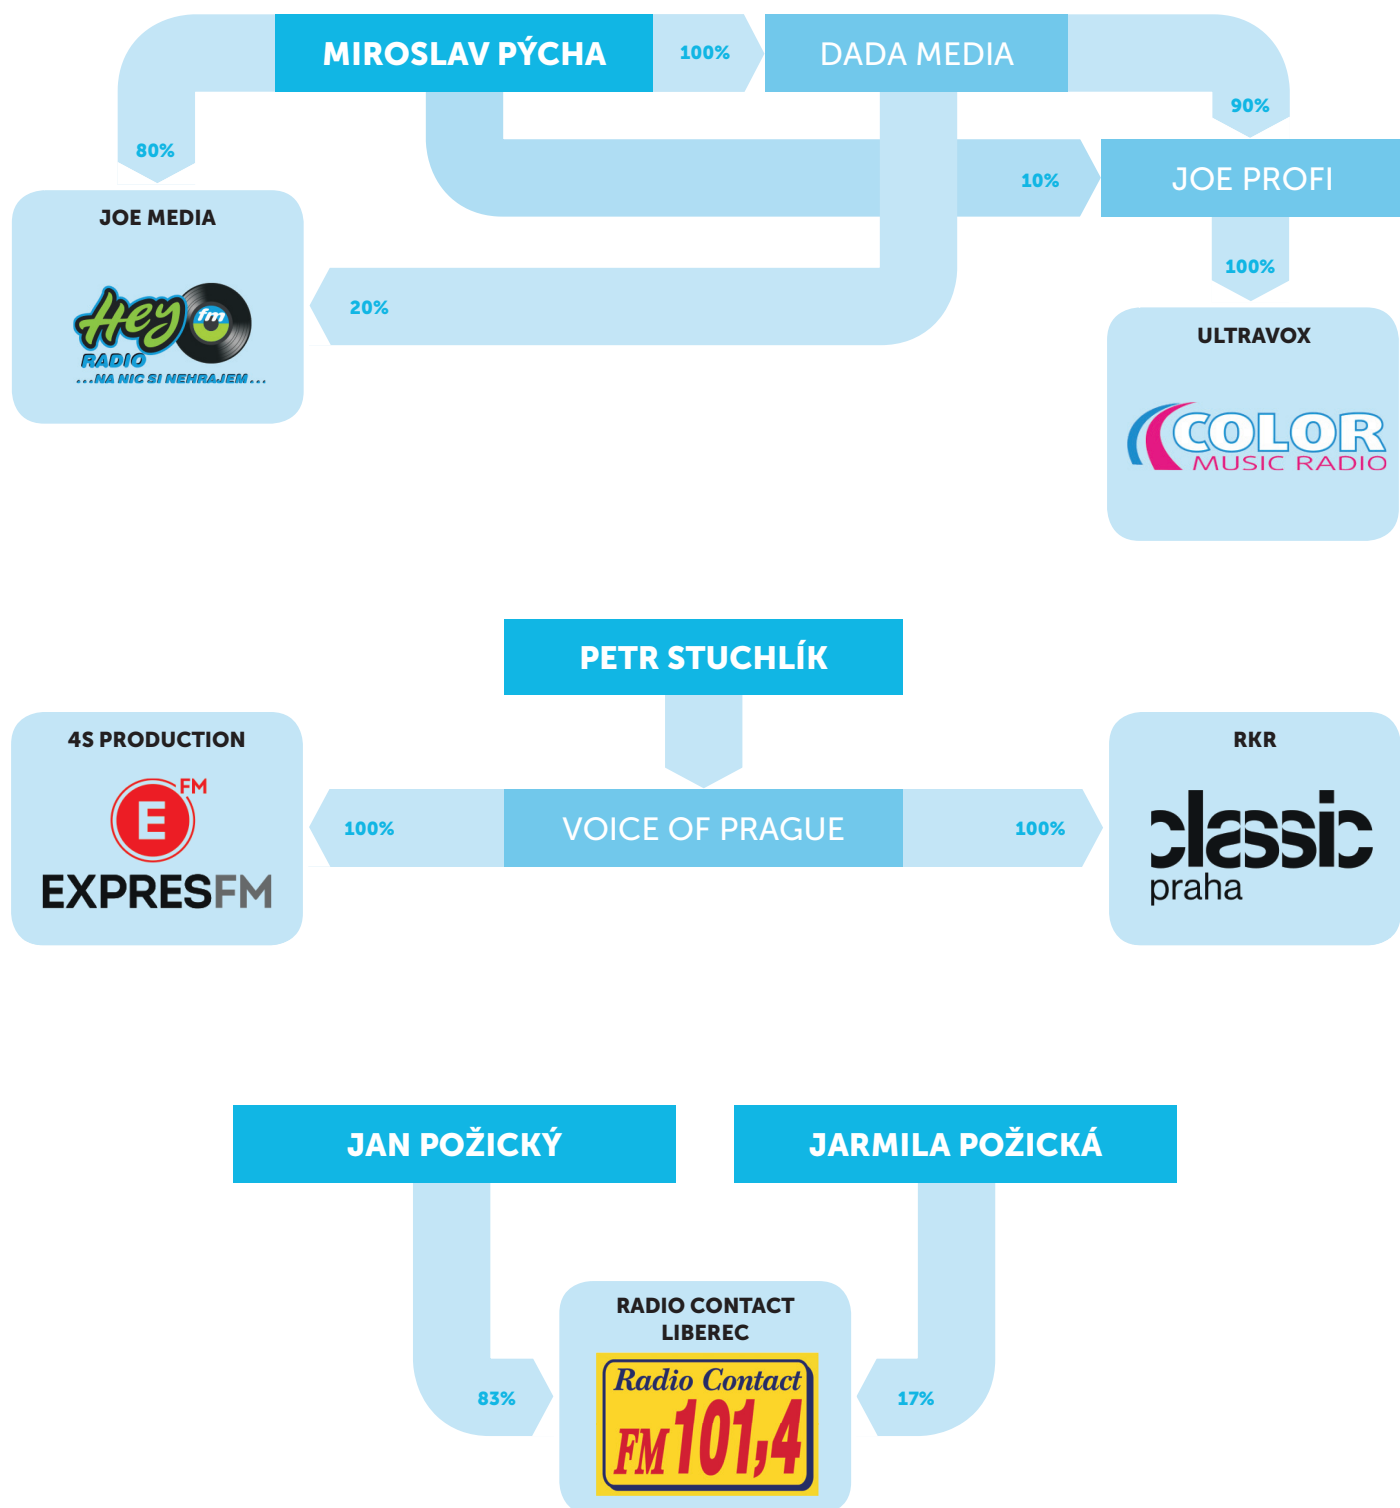 MIROSLAV PÝCHA
100%
DADA MEDIA
90%
80%
10%
JOE PROFI
JOE MEDIA
100%
Hey fm
RADIO
...NA NIC SI NEHRAJEM...
20%
ULTRAVOX
COLOR
MUSIC RADIO
PETR STUCHLÍK
4S PRODUCTION
E FM
EXPRESFM
100%
VOICE OF PRAGUE
100%
RKR
classic
praha
JAN POŽICKÝ
JARMILA POŽICKÁ
RADIO CONTACT
LIBEREC
83%
Radio Contact
FM 101,4
17%